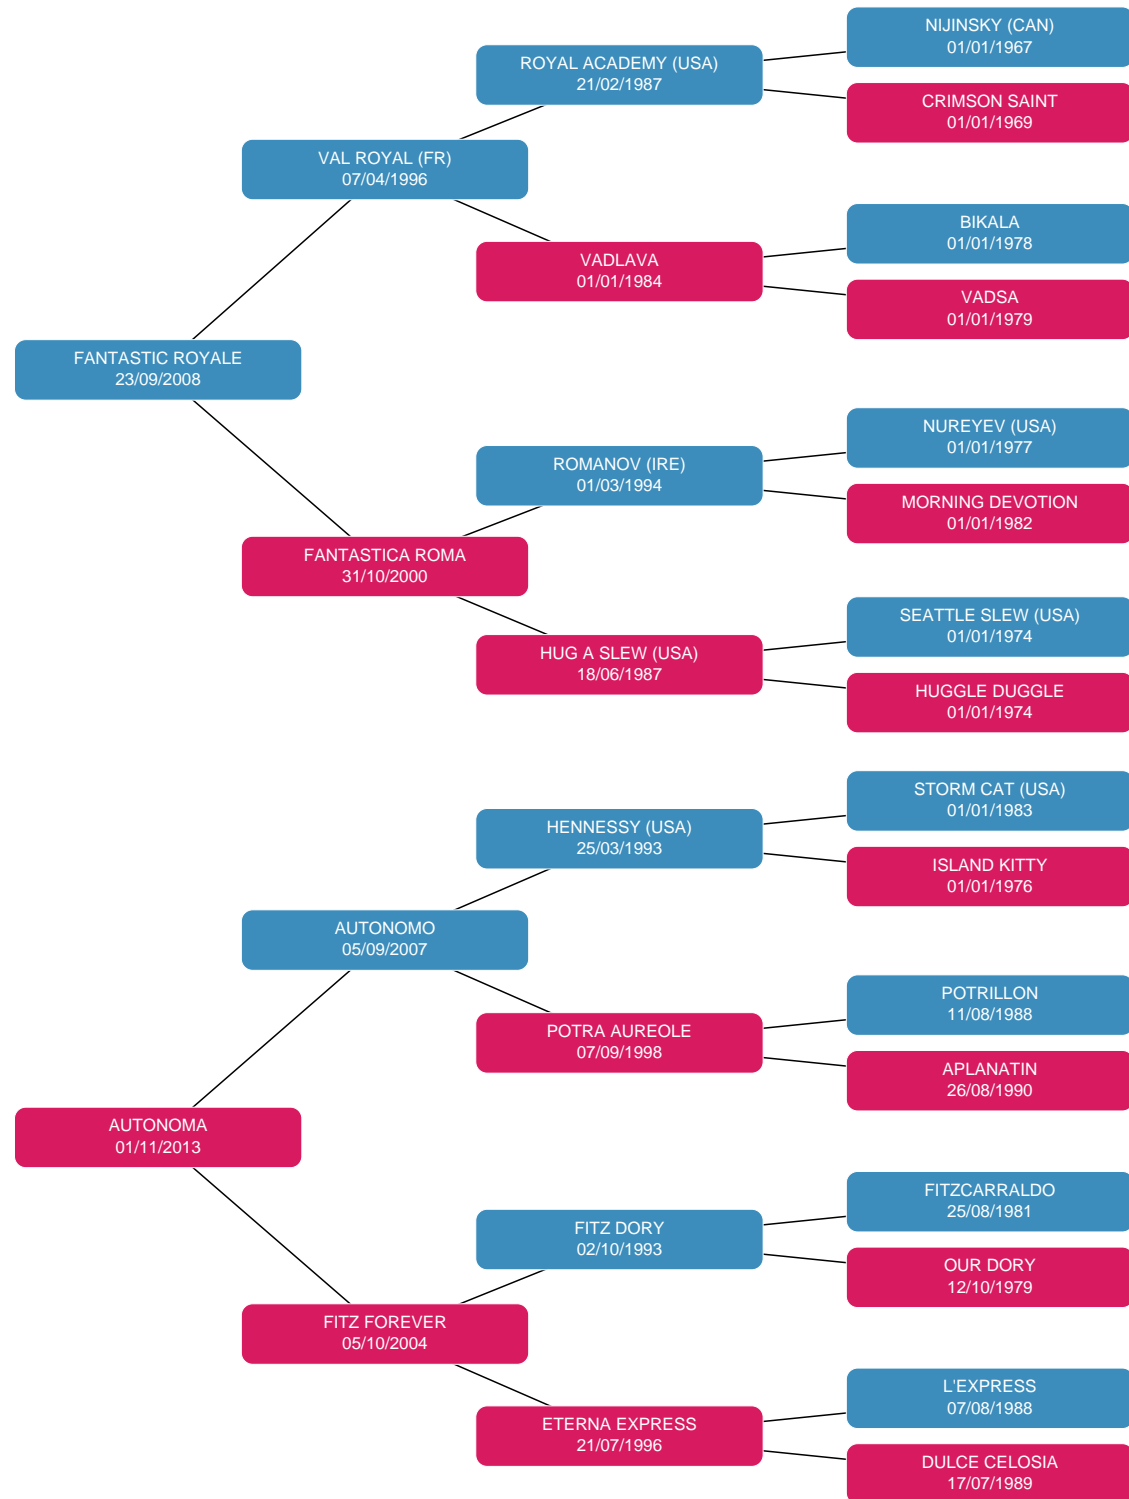 NIJINSKY (CAN)
01/01/1967
ROYAL ACADEMY (USA)
21/02/1987
CRIMSON SAINT
01/01/1969
VAL ROYAL (FR)
07/04/1996
BIKALA
01/01/1978
VADLAVA
01/01/1984
VADSA
01/01/1979
FANTASTIC ROYALE
23/09/2008
NUREYEV (USA)
01/01/1977
ROMANOV (IRE)
01/03/1994
MORNING DEVOTION
01/01/1982
FANTASTICA ROMA
31/10/2000
SEATTLE SLEW (USA)
01/01/1974
HUG A SLEW (USA)
18/06/1987
HUGGLE DUGGLE
01/01/1974
STORM CAT (USA)
01/01/1983
HENNESSY (USA)
25/03/1993
ISLAND KITTY
01/01/1976
AUTONOMO
05/09/2007
POTRILLON
11/08/1988
POTRA AUREOLE
07/09/1998
APLANATIN
26/08/1990
AUTONOMA
01/11/2013
FITZCARRALDO
25/08/1981
FITZ DORY
02/10/1993
OUR DORY
12/10/1979
FITZ FOREVER
05/10/2004
L'EXPRESS
07/08/1988
ETERNA EXPRESS
21/07/1996
DULCE CELOSIA
17/07/1989